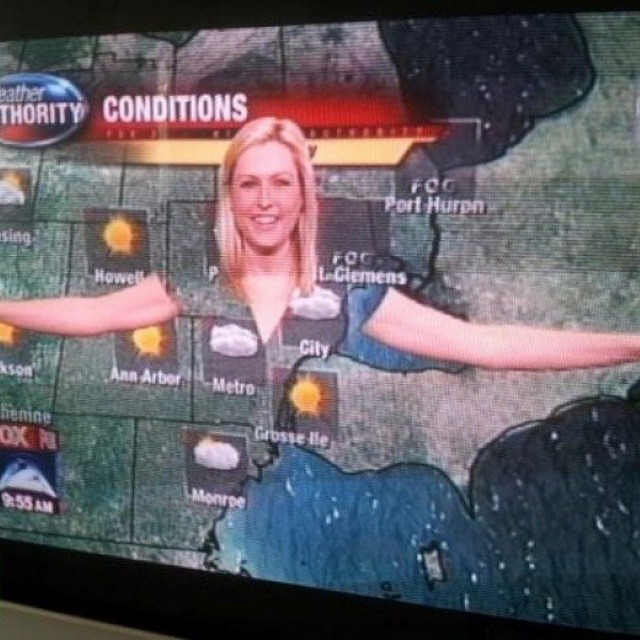 eather
THORITY
CONDITIONS
y
FOG
Port Huron
sing
Howell
P
FOG
t. Clemens
City
kson
Ann Arbor
Metro
Grosse Ile
FOX
Monroe
9:55 AM